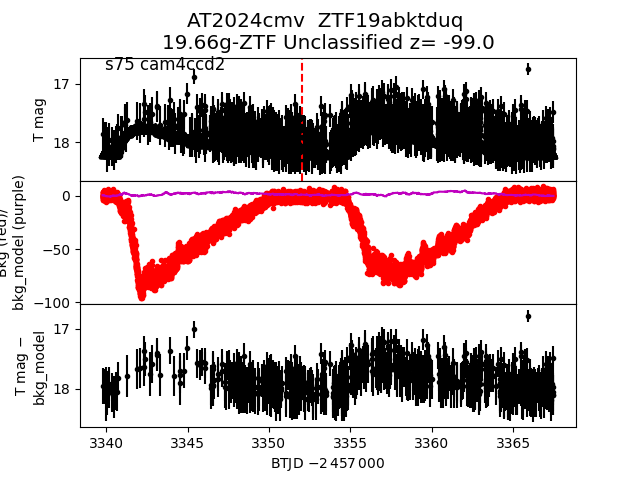 AT2024cmv ZTF19abktduq
19.66g-ZTF Unclassified z= -99.0
s75 cam4ccd2
17
18
T mag
0
−50
−100
Bkg (red)/
bkg_model (purple)
17
18
T mag −
bkg_model
3340 3345 3350 3355 3360 3365
BTJD −2 457 000